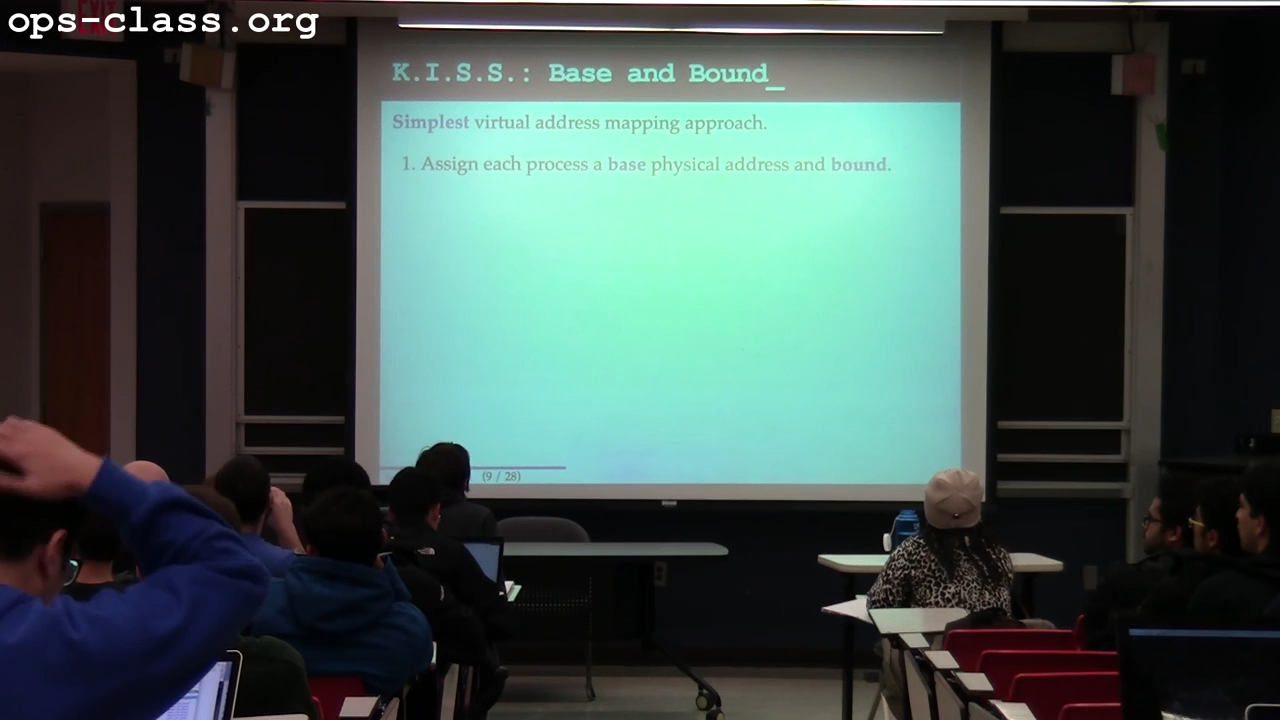 ops-class.org
EXIT
K.I.S.S.: Base and Bound_
Simplest virtual address mapping approach.
1. Assign each process a base physical address and bound.
(9 / 28)